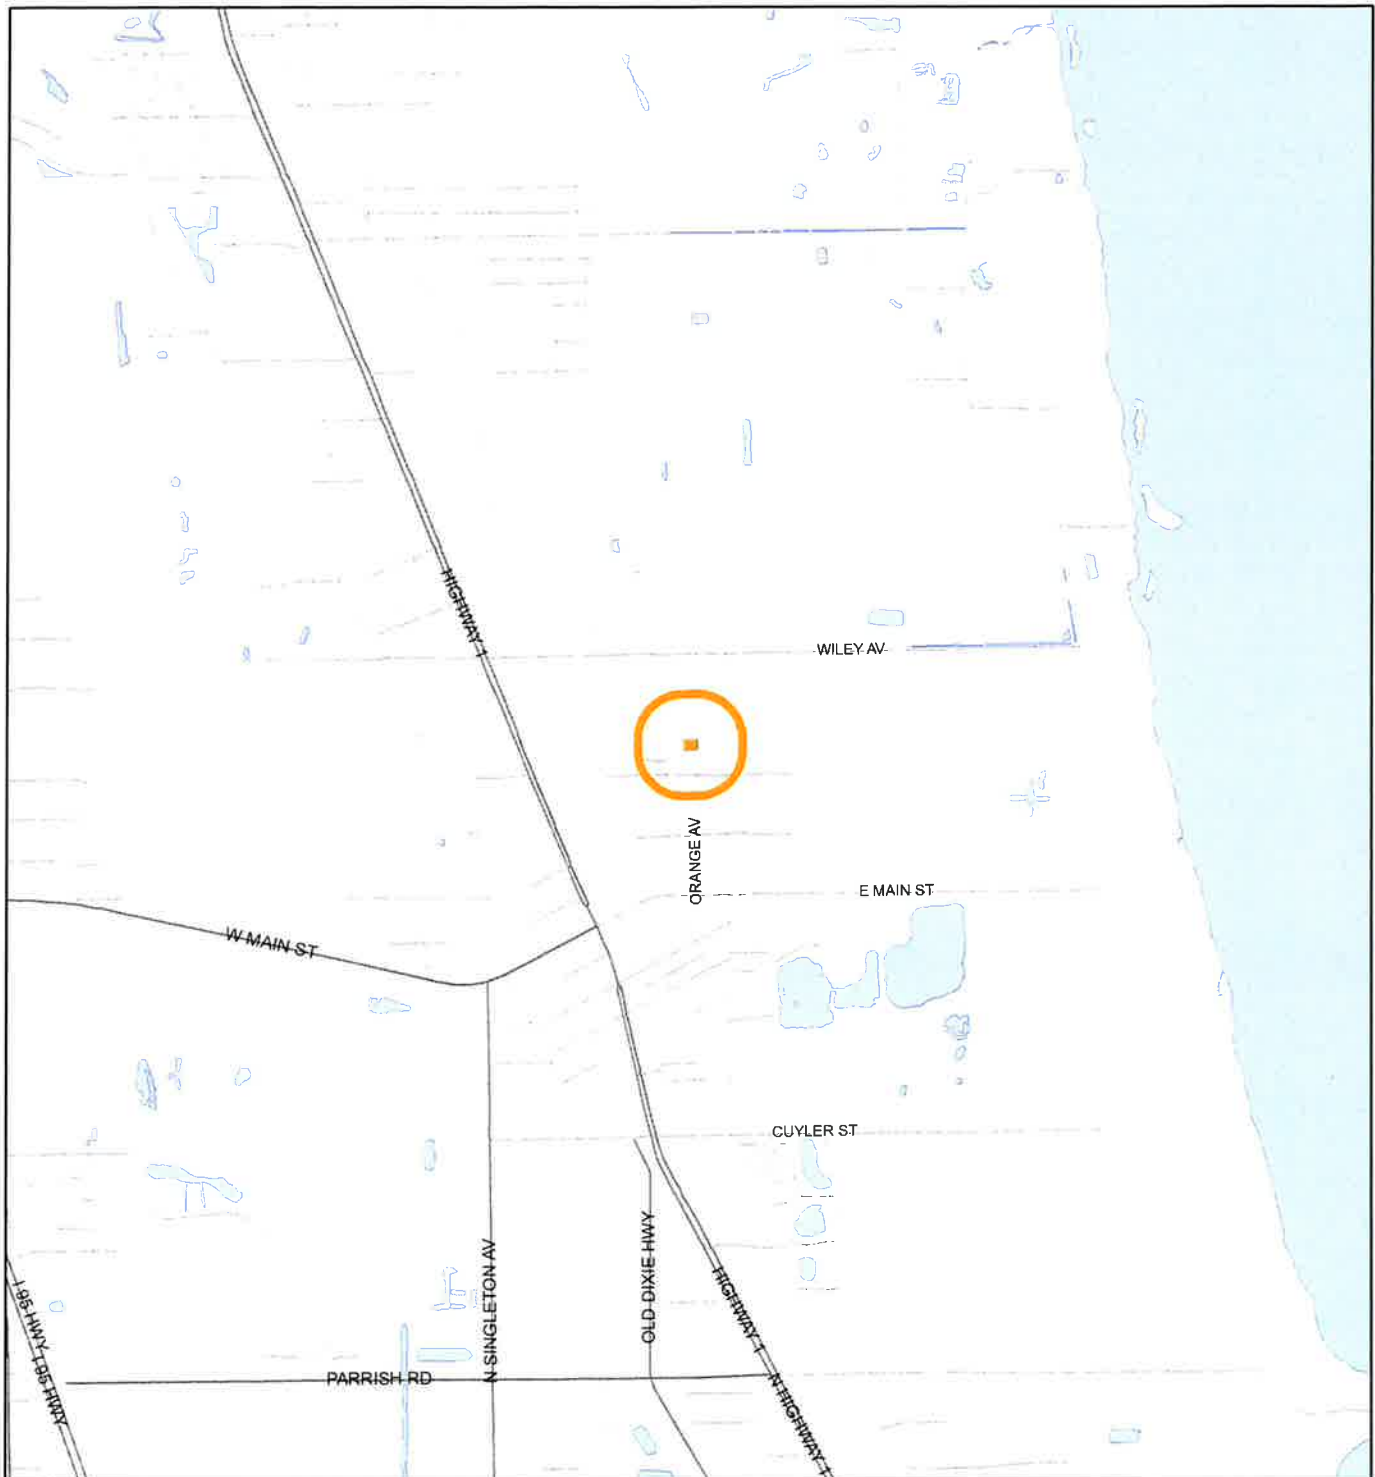 HIGHWAY 1
WILEY AV
ORANGE AV
E MAIN ST
W MAIN ST
CUYLER ST
N SINGLETON AV
OLD DIXIE HWY
HIGHWAY 1
I 95 HWY
I 95 HWY
PARRISH RD
N HIGHWAY 1